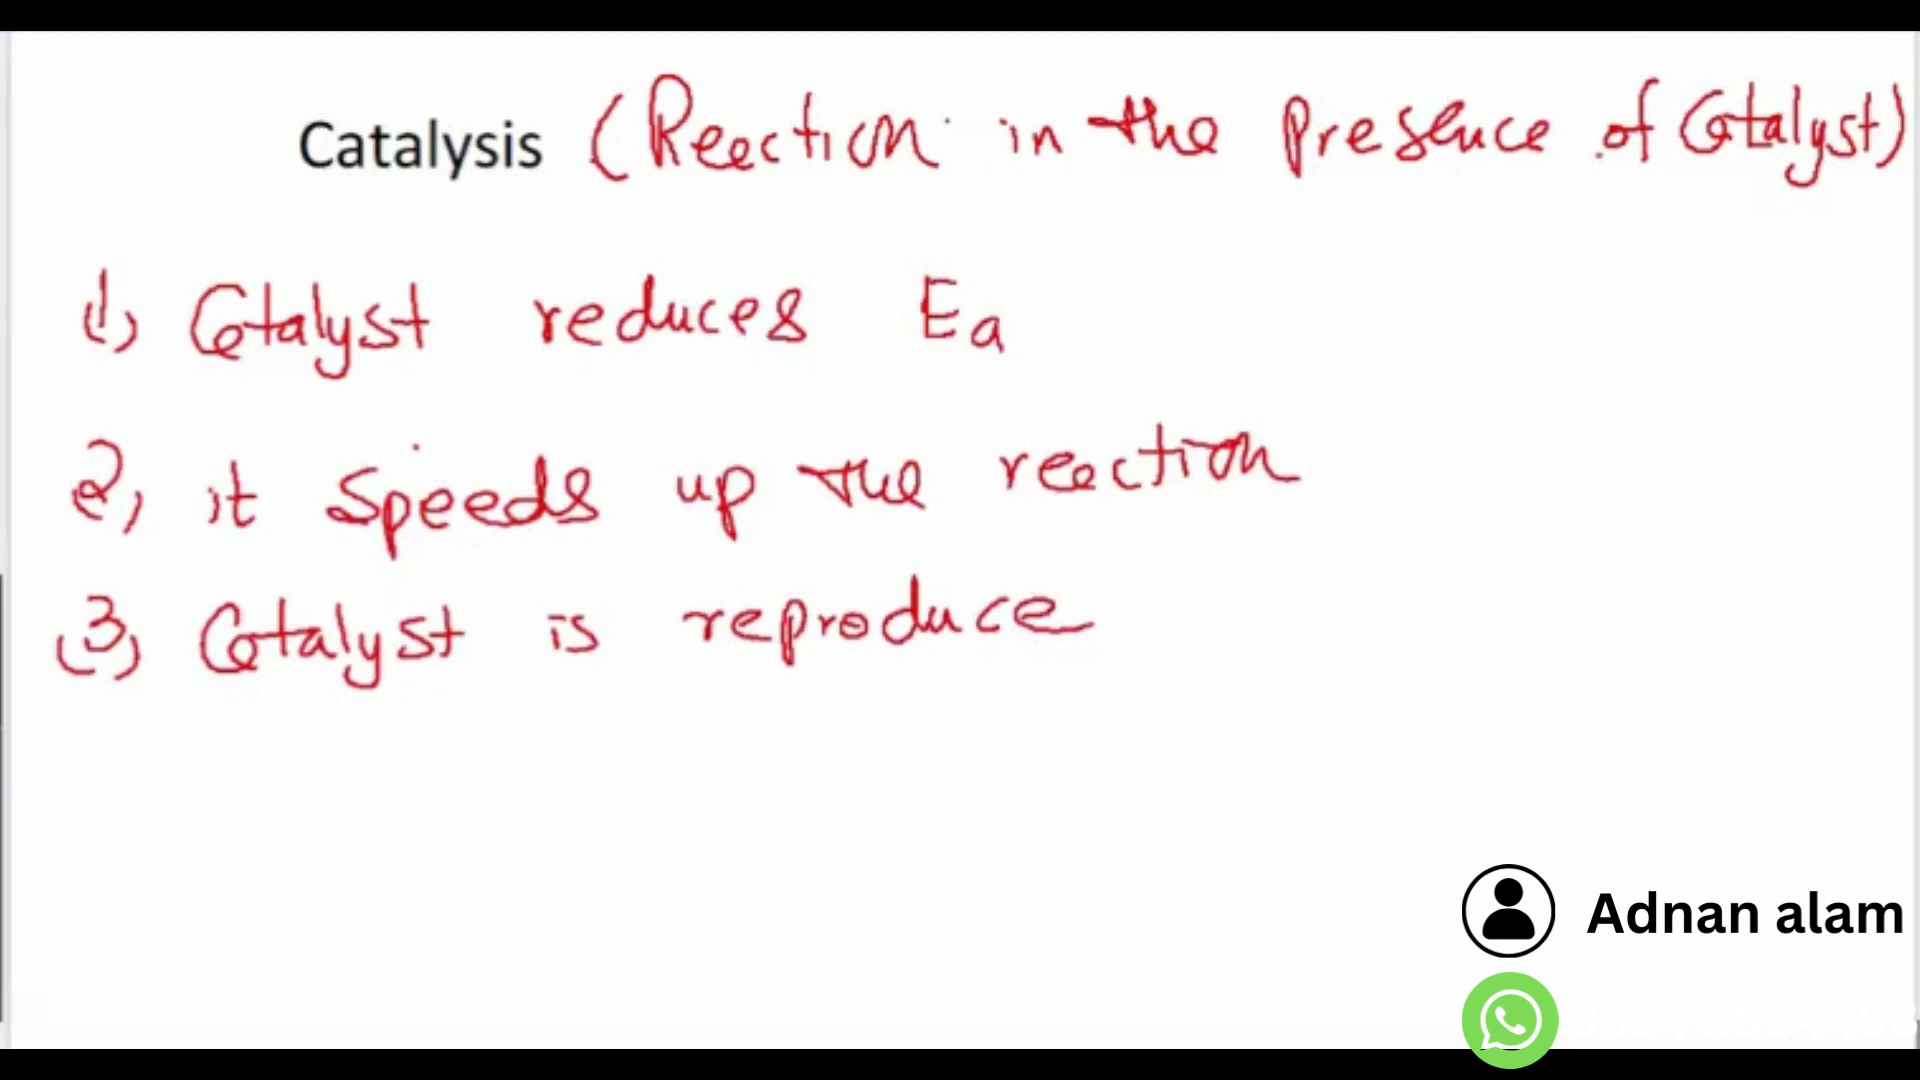 Catalysis (Reaction in the Presence of Catalyst)
1) Catalyst reduces Ea
2, it speeds up the reaction
(3) Catalyst is reproduce
Adnan alam